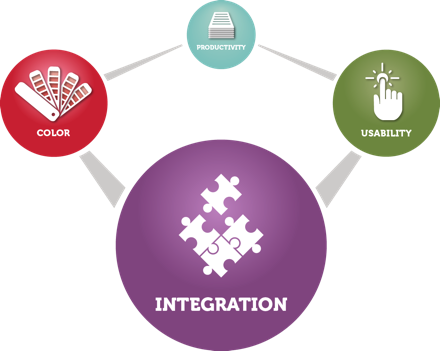 PRODUCTIVITY
COLOR
USABILITY
INTEGRATION